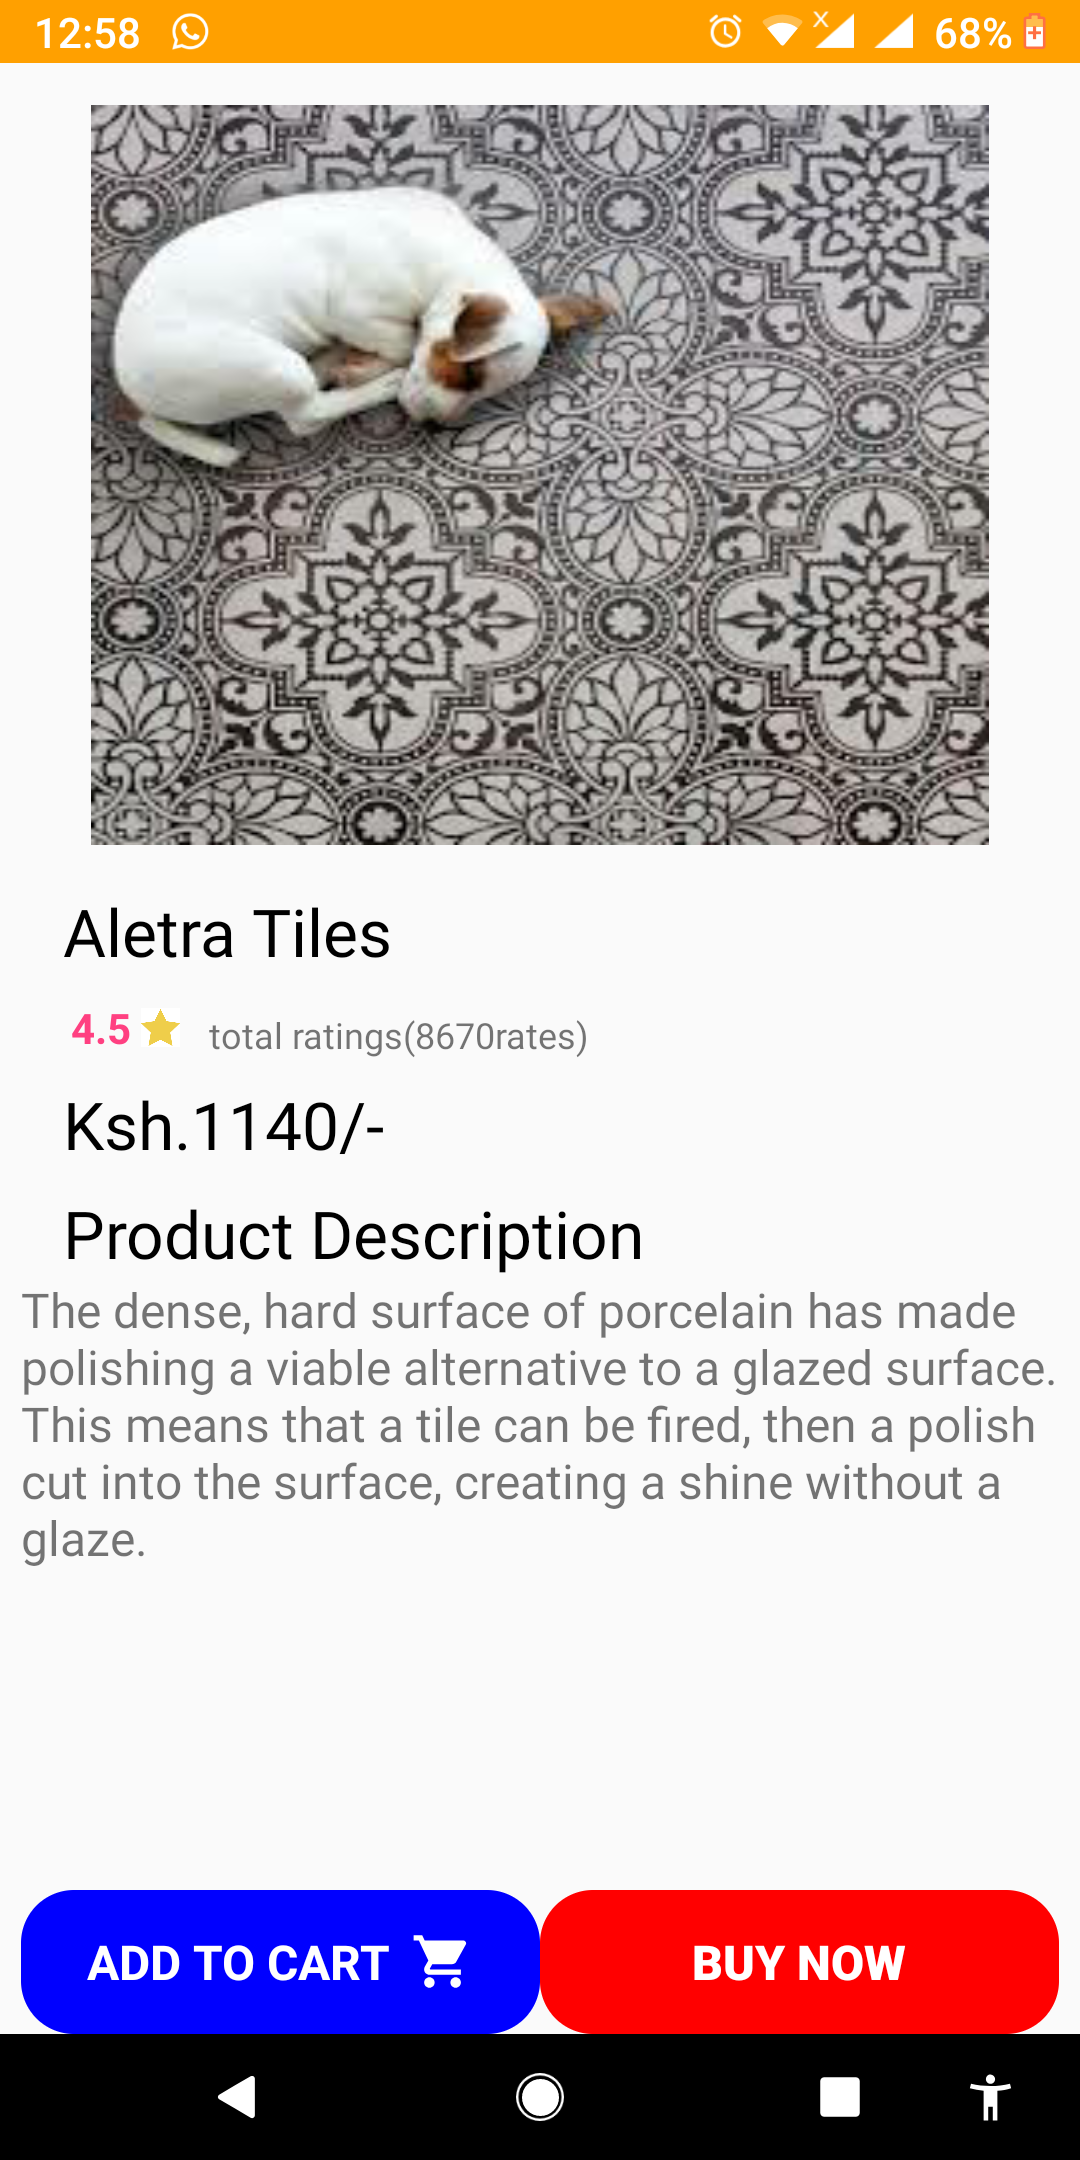 12:58 68%
Aletra Tiles
4.5 total ratings(8670rates)
Ksh.1140/-
Product Description
The dense, hard surface of porcelain has made
polishing a viable alternative to a glazed surface.
This means that a tile can be fired, then a polish
cut into the surface, creating a shine without a
glaze.
ADD TO CART BUY NOW